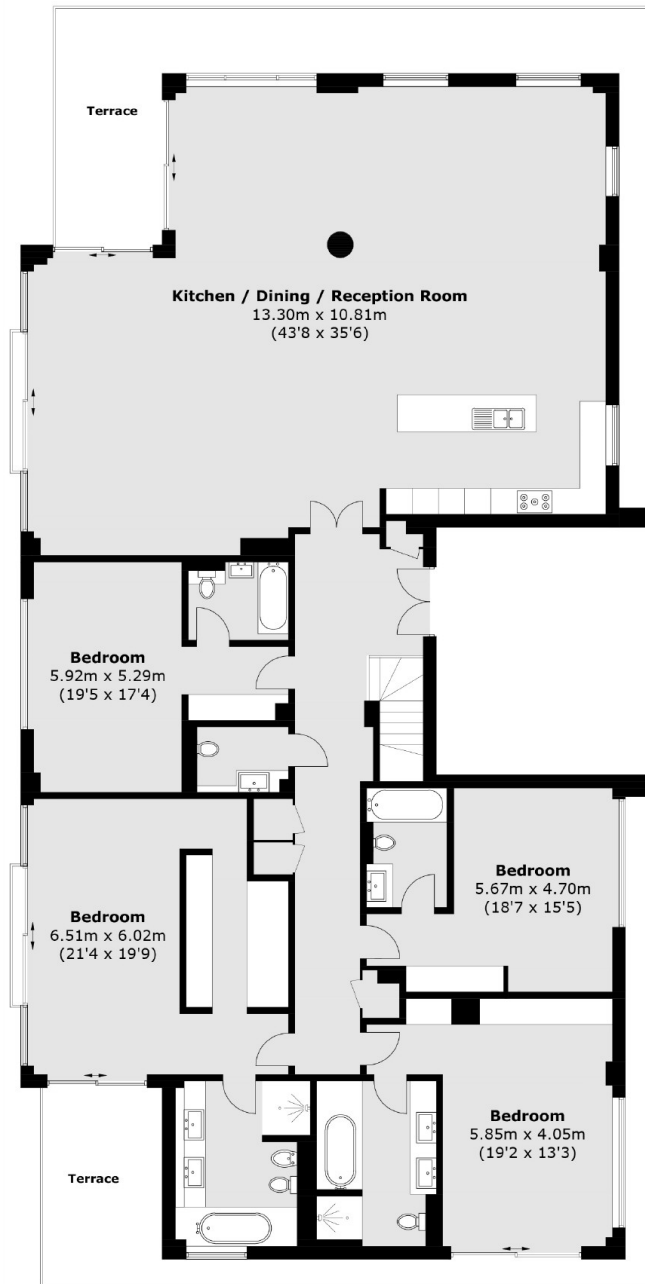 Terrace
Kitchen / Dining / Reception Room
13.30m x 10.81m
(43'8 x 35'6)
Bedroom
5.92m x 5.29m
(19'5 x 17'4)
Bedroom
5.67m x 4.70m
(18'7 x 15'5)
Bedroom
6.51m x 6.02m
(21'4 x 19'9)
Bedroom
5.85m x 4.05m
(19'2 x 13'3)
Terrace